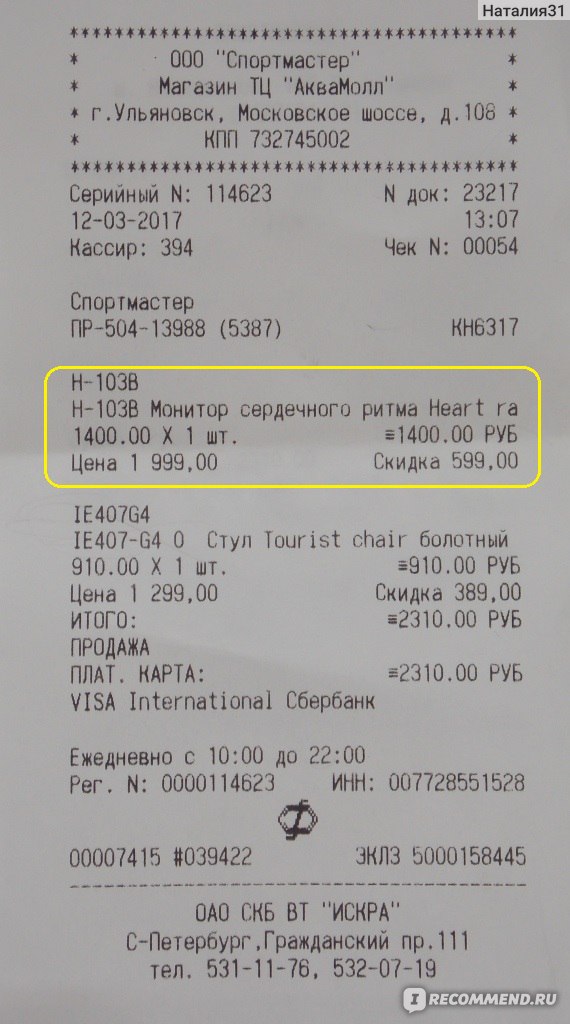 Наталия31
********************************
* ООО "Спортмастер" *
* Магазин ТЦ "АкваМолл" *
* г.Ульяновск, Московское шоссе, д.108 *
* КПП 732745002 *
********************************
Серийный N: 114623 N док: 23217
12-03-2017 13:07
Кассир: 394 Чек N: 00054
Спортмастер
ПР-504-13988 (5387) КН6317
H-103B
H-103B Монитор сердечного ритма Heart ra
1400.00 X 1 шт. ≡1400.00 РУБ
Цена 1 999,00 Скидка 599,00
IE407G4
IE407-G4 0 Стул Tourist chair болотный
910.00 X 1 шт. ≡910.00 РУБ
Цена 1 299,00 Скидка 389,00
ИТОГО: ≡2310.00 РУБ
ПРОДАЖА
ПЛАТ. КАРТА: ≡2310.00 РУБ
VISA International Сбербанк
Ежедневно с 10:00 до 22:00
Рег. N: 0000114623 ИНН: 007728551528
00007415 #039422 ЭКЛЗ 5000158445
ОАО СКБ ВТ "ИСКРА"
С-Петербург,Гражданский пр.111
тел. 531-11-76, 532-07-19
I RECOMMEND.RU